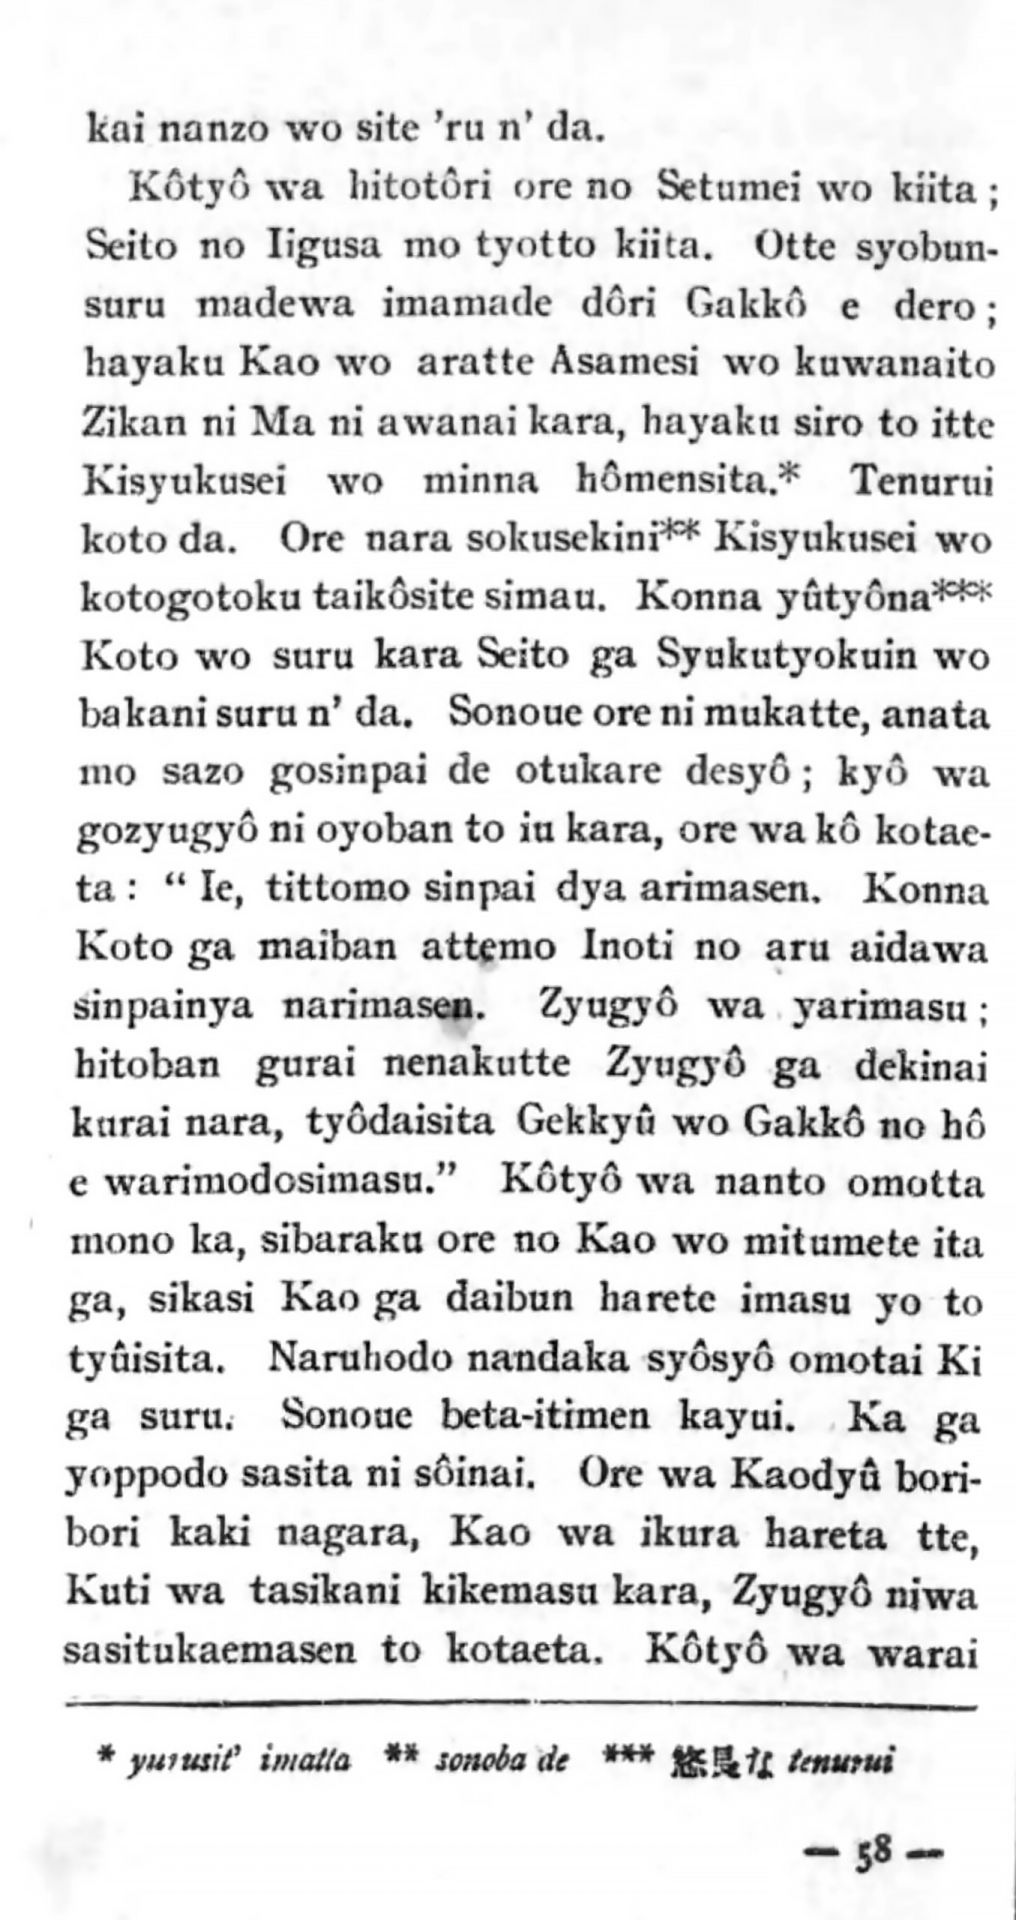 kai nanzo wo site 'ru n' da.
Kôtyô wa hitotôri ore no Setumei wo kiita ;
Seito no Iigusa mo tyotto kiita. Otte syobun-
suru madewa imamade dôri Gakkô e dero ;
hayaku Kao wo aratte Asamesi wo kuwanaito
Zikan ni Ma ni awanai kara, hayaku siro to itte
Kisyukusei wo minna hômensita.* Tenurui
koto da. Ore nara sokusekini** Kisyukusei wo
kotogotoku taikôsite simau. Konna yûtyôna***
Koto wo suru kara Seito ga Syukutyokuin wo
bakani suru n' da. Sonoue ore ni mukatte, anata
mo sazo gosinpai de otukare desyô ; kyô wa
gozyugyô ni oyoban to iu kara, ore wa kô kotae-
ta : “ Ie, tittomo sinpai dya arimasen. Konna
Koto ga maiban attemo Inoti no aru aidawa
sinpainya narimasen. Zyugyô wa yarimasu ;
hitoban gurai nenakutte Zyugyô ga dekinai
kurai nara, tyôdaisita Gekkyû wo Gakkô no hô
e warimodosimasu.” Kôtyô wa nanto omotta
mono ka, sibaraku ore no Kao wo mitumete ita
ga, sikasi Kao ga daibun harete imasu yo to
tyûisita. Naruhodo nandaka syôsyô omotai Ki
ga suru. Sonoue beta-itimen kayui. Ka ga
yoppodo sasita ni sôinai. Ore wa Kaodyû bori-
bori kaki nagara, Kao wa ikura hareta tte,
Kuti wa tasikani kikemasu kara, Zyugyô niwa
sasitukaemasen to kotaeta. Kôtyô wa warai
* yurusit' imatta ** sonoba de *** 悠長な tenurui
— 58 —